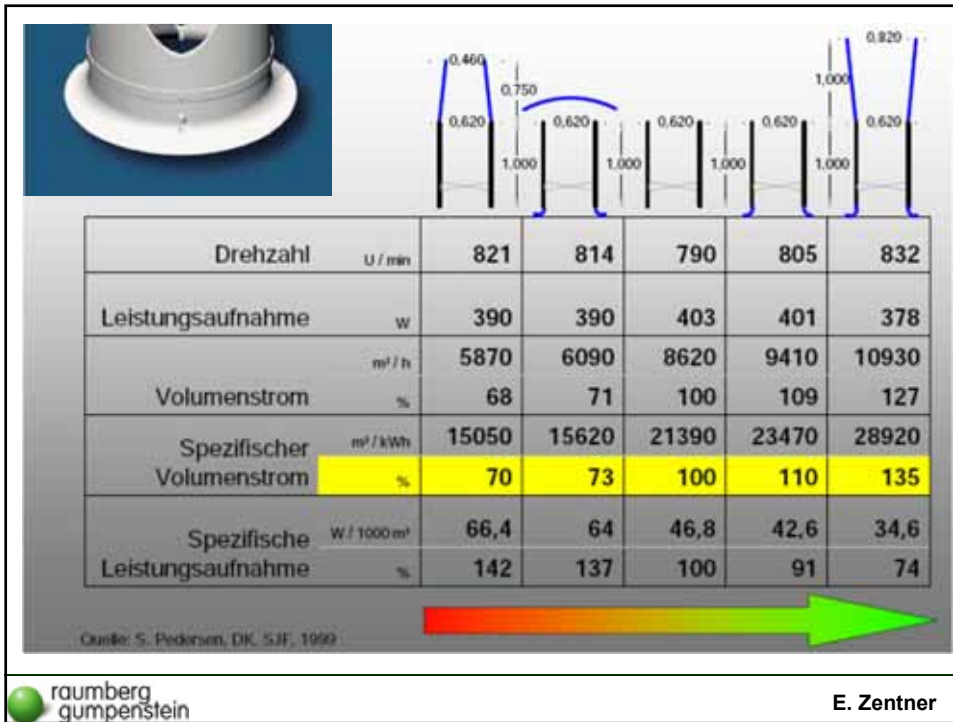 0,820
0,460
1,000
0,750
0,620 0,620 0,620 0,620 0,620
1.000 1.000 1.000 1.000
Drehzahl U / min 821 814 790 805 832
Leistungsaufnahme W 390 390 403 401 378
m³ / h 5870 6090 8620 9410 10930
Volumenstrom % 68 71 100 109 127
Spezifischer m³ / kWh 15050 15620 21390 23470 28920
Volumenstrom % 70 73 100 110 135
Spezifische W / 1000 m³ 66,4 64 46,8 42,6 34,6
Leistungsaufnahme % 142 137 100 91 74
Quelle: S. Pedersen, DK, SJF, 1999
raumberg
gumpenstein
E. Zentner